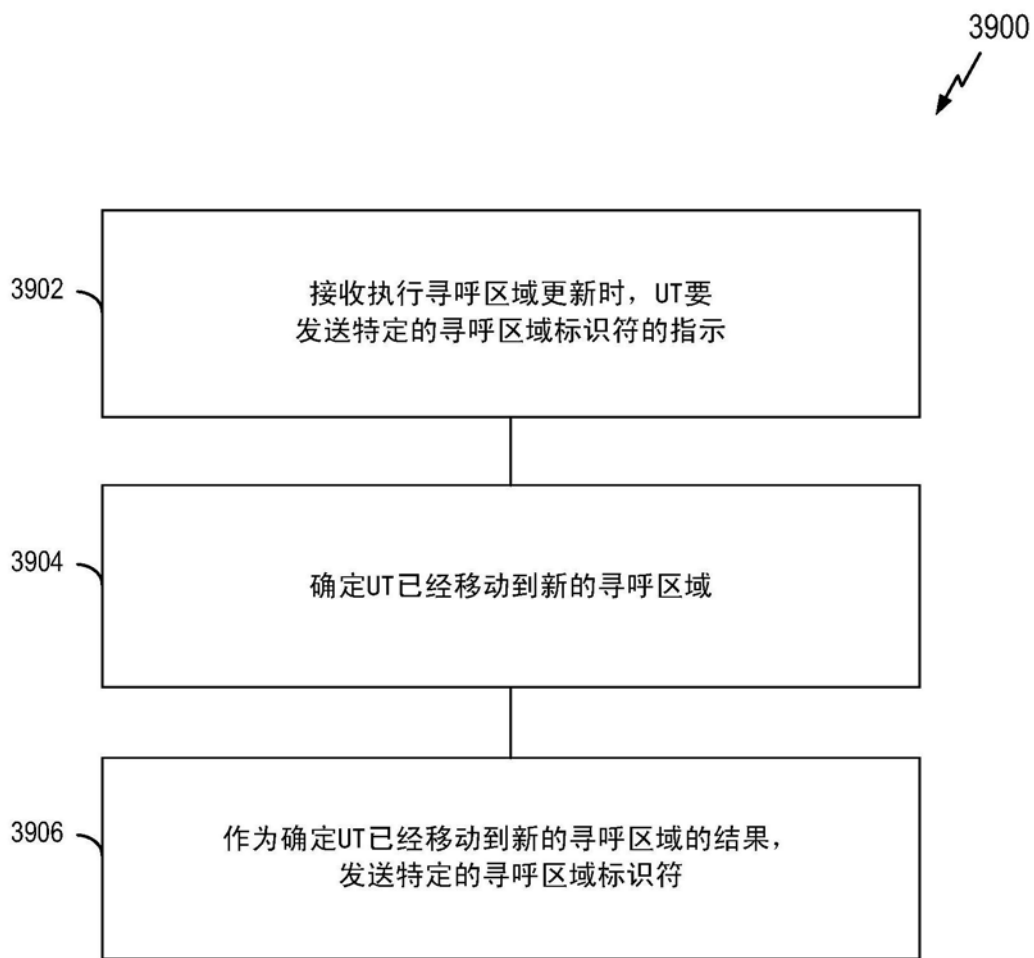 3900
3902
接收执行寻呼区域更新时，UT要
发送特定的寻呼区域标识符的指示
3904
确定UT已经移动到新的寻呼区域
3906
作为确定UT已经移动到新的寻呼区域的结果，
发送特定的寻呼区域标识符